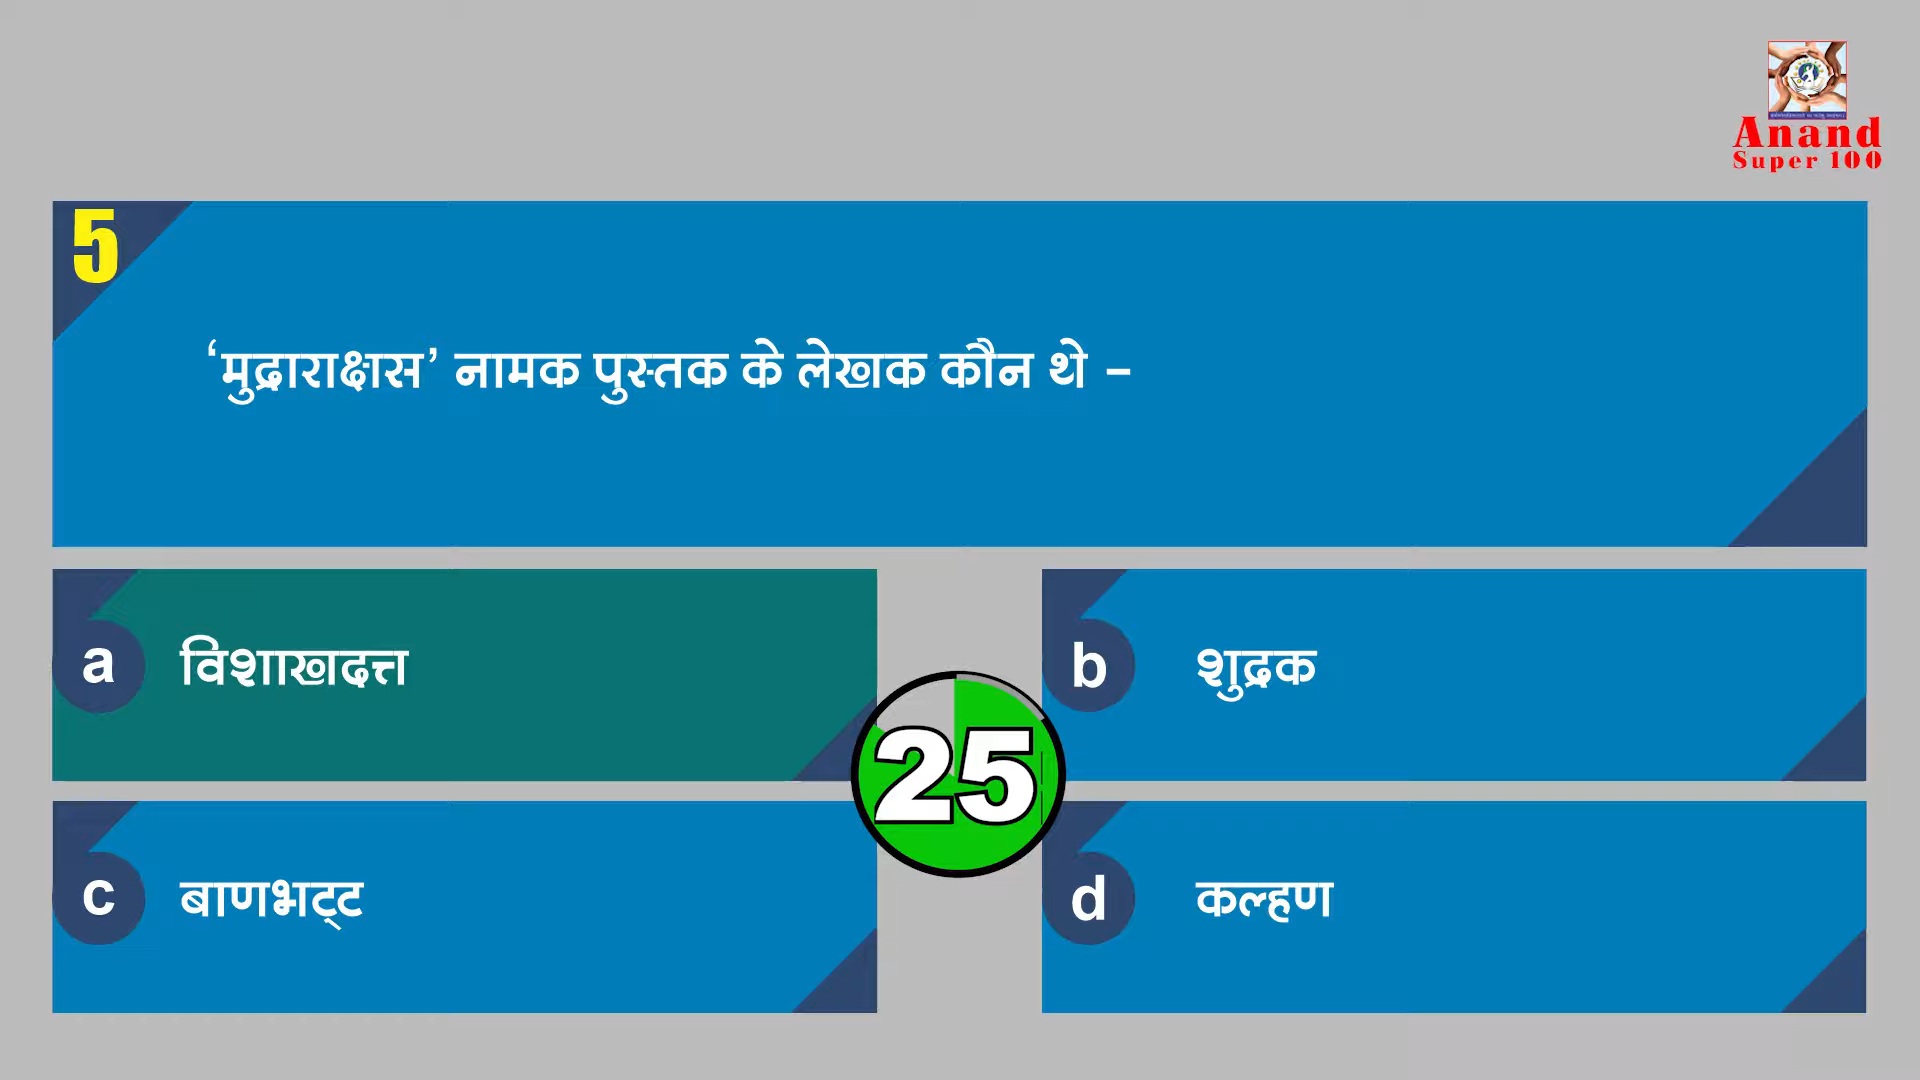 Anand
Super 100
5
‘मुद्राराक्षस’ नामक पुस्तक के लेखक कौन थे –
a विशाखदत्त
b शुद्रक
25
c बाणभट्ट
d कल्हण